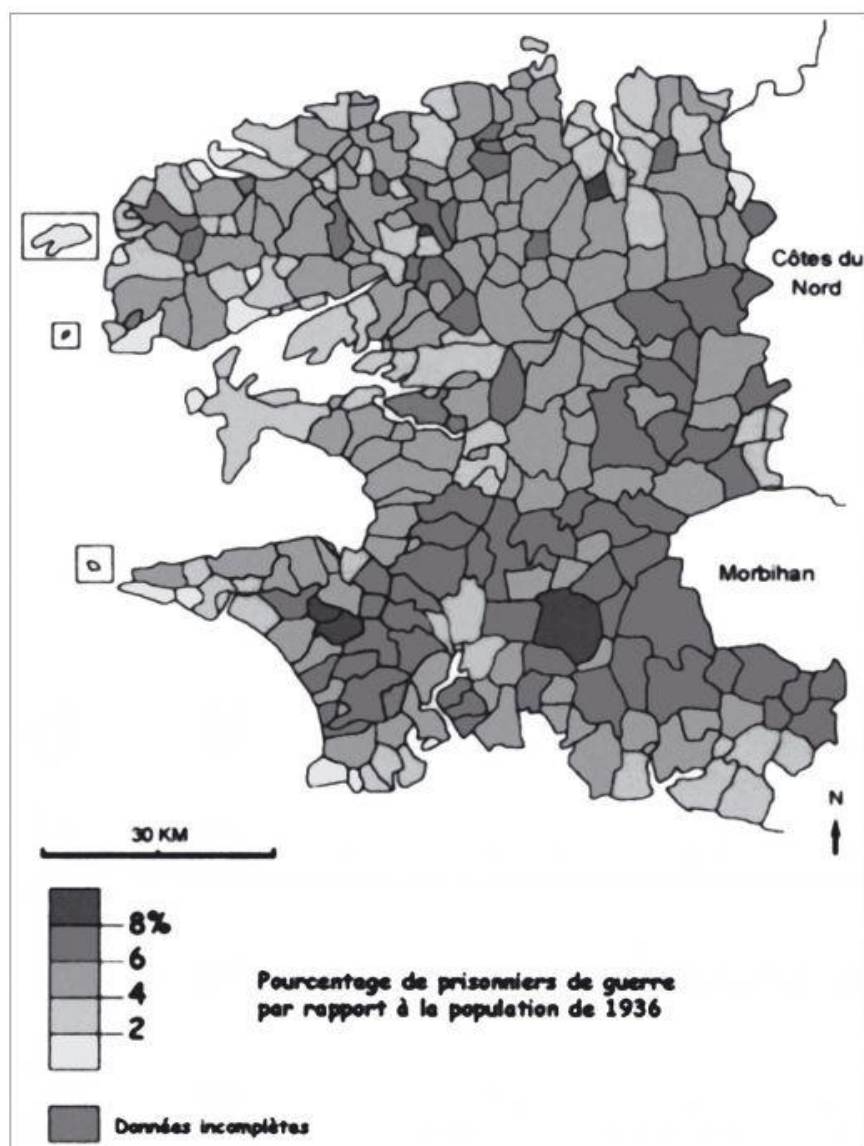 Côtes du
Nord
Morbihan
N
30 KM
8%
6
4
2
Pourcentage de prisonniers de guerre
par rapport à la population de 1936
Données incomplètes